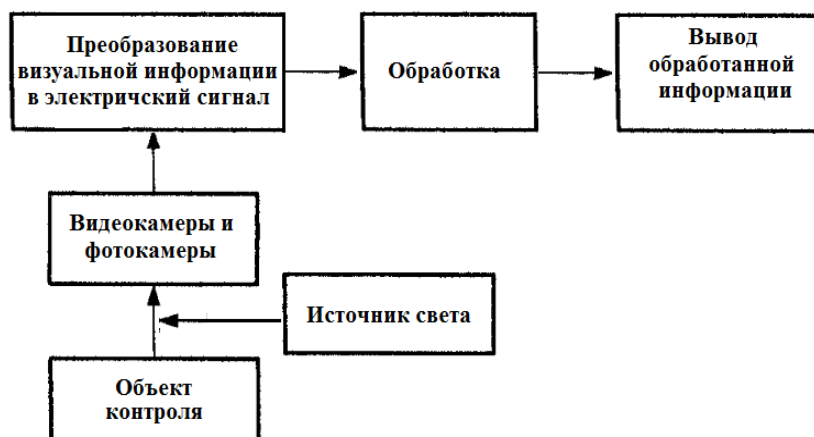 Преобразование
визуальной информации
в электричский сигнал
Обработка
Вывод
обработанной
информации
Видеокамеры и
фотокамеры
Источник света
Объект
контроля